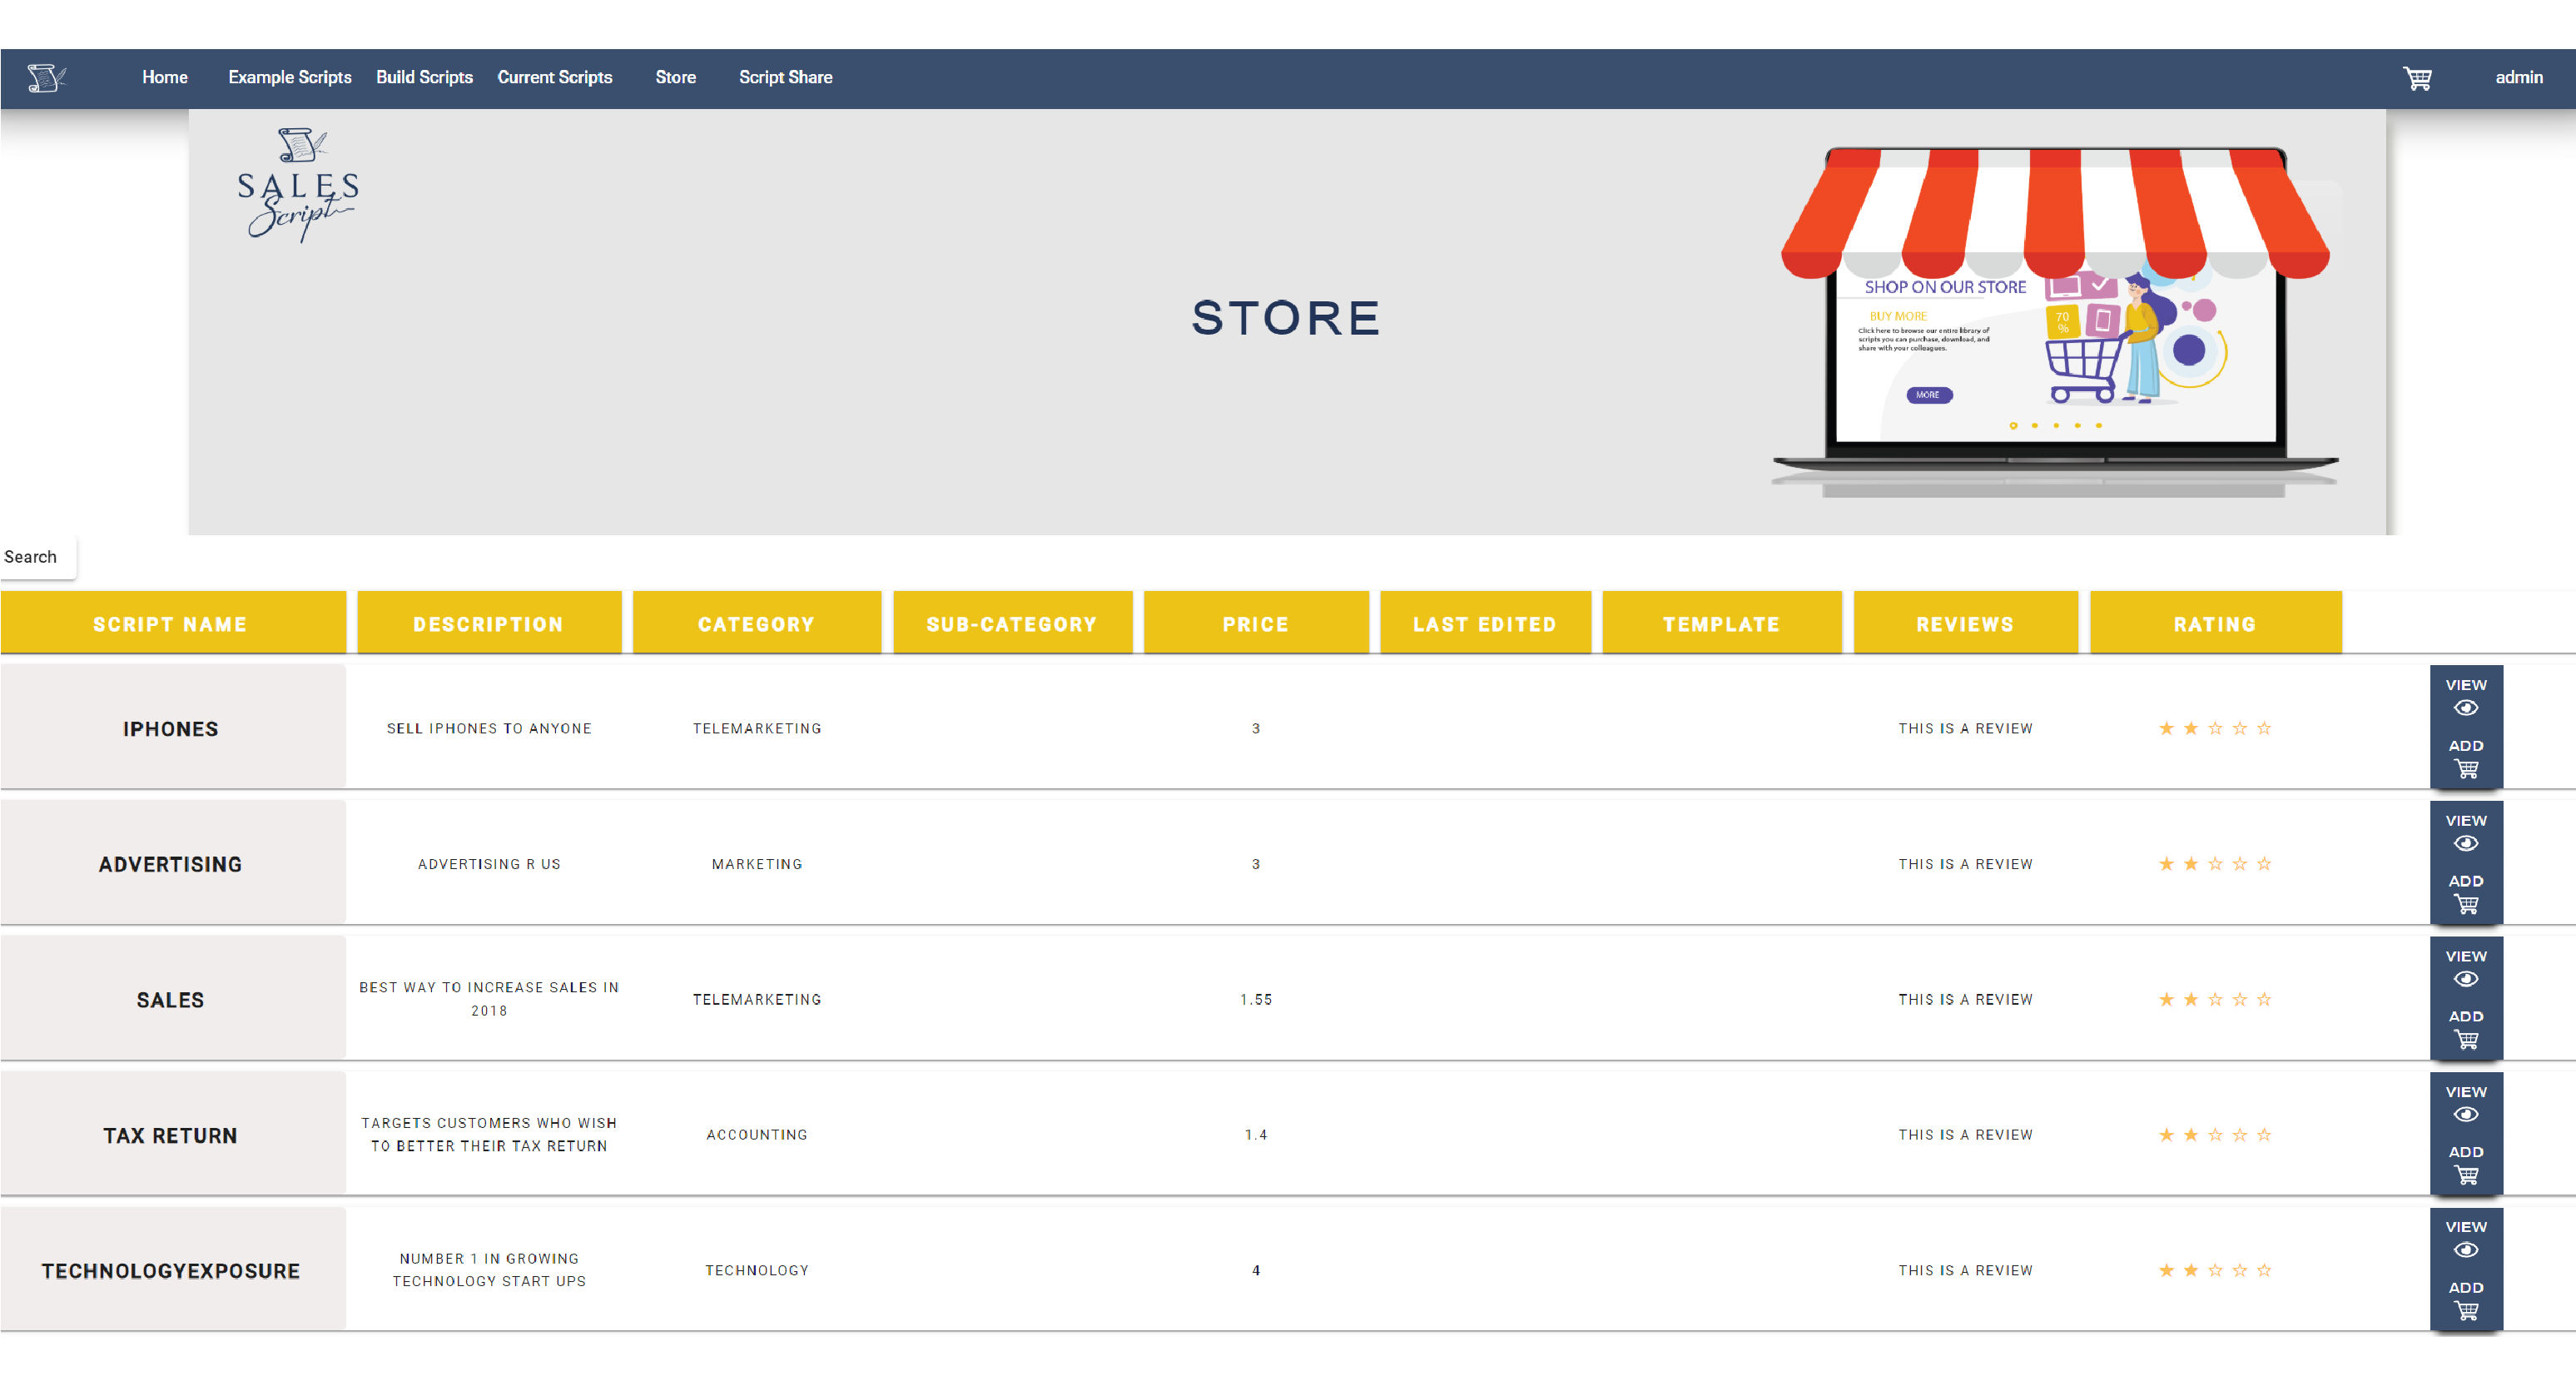 Home Example Scripts Build Scripts Current Scripts Store Script Share admin
SALES
Script
STORE
SHOP ON OUR STORE
BUY MORE
Click here to browse our entire library of
scripts you can purchase, download, and
share with your colleagues.
70
%
MORE
Search
SCRIPT NAME DESCRIPTION CATEGORY SUB-CATEGORY PRICE LAST EDITED TEMPLATE REVIEWS RATING
VIEW
IPHONES SELL IPHONES TO ANYONE TELEMARKETING 3 THIS IS A REVIEW
ADD
VIEW
ADVERTISING ADVERTISING R US MARKETING 3 THIS IS A REVIEW
ADD
VIEW
BEST WAY TO INCREASE SALES IN
SALES TELEMARKETING 1.55 THIS IS A REVIEW
2018
ADD
VIEW
TARGETS CUSTOMERS WHO WISH
TAX RETURN ACCOUNTING 1.4 THIS IS A REVIEW
TO BETTER THEIR TAX RETURN
ADD
VIEW
NUMBER 1 IN GROWING
TECHNOLOGYEXPOSURE TECHNOLOGY 4 THIS IS A REVIEW
TECHNOLOGY START UPS
ADD